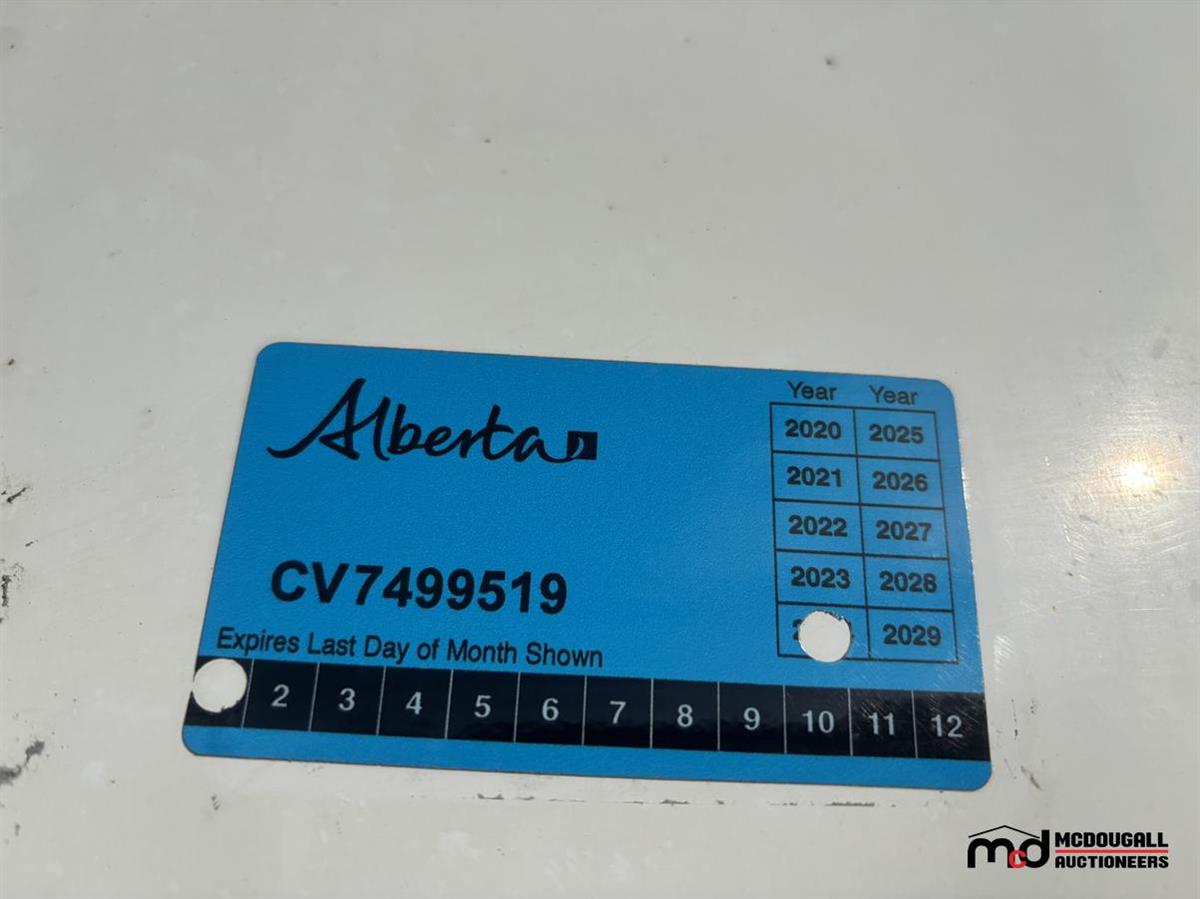 Alberta
Year Year
2020 2025
2021 2026
2022 2027
2023 2028
2029
CV7499519
Expires Last Day of Month Shown
2 3 4 5 6 7 8 9 10 11 12
mcd MCDOUGALL
AUCTIONEERS